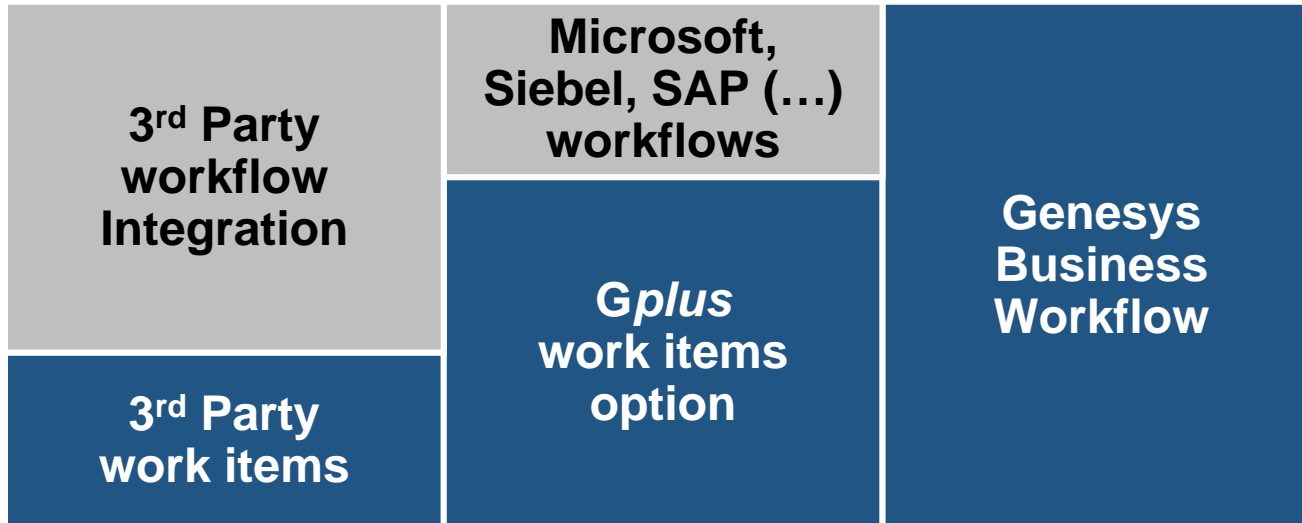 3rd Party
workflow
Integration
3rd Party
work items
Microsoft,
Siebel, SAP (…)
workflows
Gplus
work items
option
Genesys
Business
Workflow